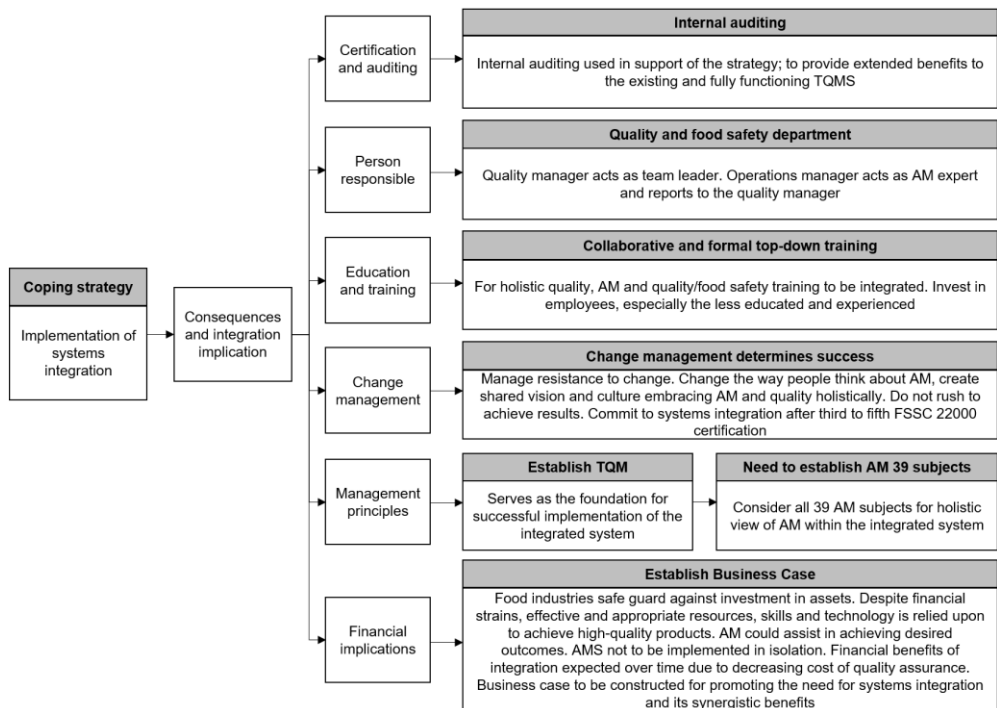 Coping strategy
Implementation of
systems
integration
Consequences
and integration
implication
Certification
and auditing
Internal auditing
Internal auditing used in support of the strategy; to provide extended benefits to
the existing and fully functioning TQMS
Person
responsible
Quality and food safety department
Quality manager acts as team leader. Operations manager acts as AM expert
and reports to the quality manager
Education
and training
Collaborative and formal top-down training
For holistic quality, AM and quality/food safety training to be integrated. Invest in
employees, especially the less educated and experienced
Change
management
Change management determines success
Manage resistance to change. Change the way people think about AM, create
shared vision and culture embracing AM and quality holistically. Do not rush to
achieve results. Commit to systems integration after third to fifth FSSC 22000
certification
Management
principles
Establish TQM
Serves as the foundation for
successful implementation of the
integrated system
Need to establish AM 39 subjects
Consider all 39 AM subjects for holistic
view of AM within the integrated system
Financial
implications
Establish Business Case
Food industries safe guard against investment in assets. Despite financial
strains, effective and appropriate resources, skills and technology is relied upon
to achieve high-quality products. AM could assist in achieving desired
outcomes. AMS not to be implemented in isolation. Financial benefits of
integration expected over time due to decreasing cost of quality assurance.
Business case to be constructed for promoting the need for systems integration
and its synergistic benefits